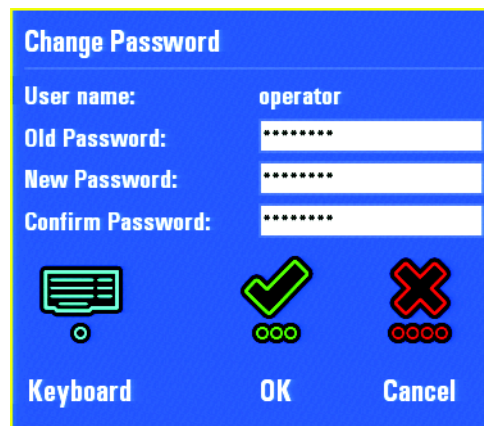 Change Password
User name: operator
Old Password: ********
New Password: ********
Confirm Password: ********
Keyboard OK Cancel